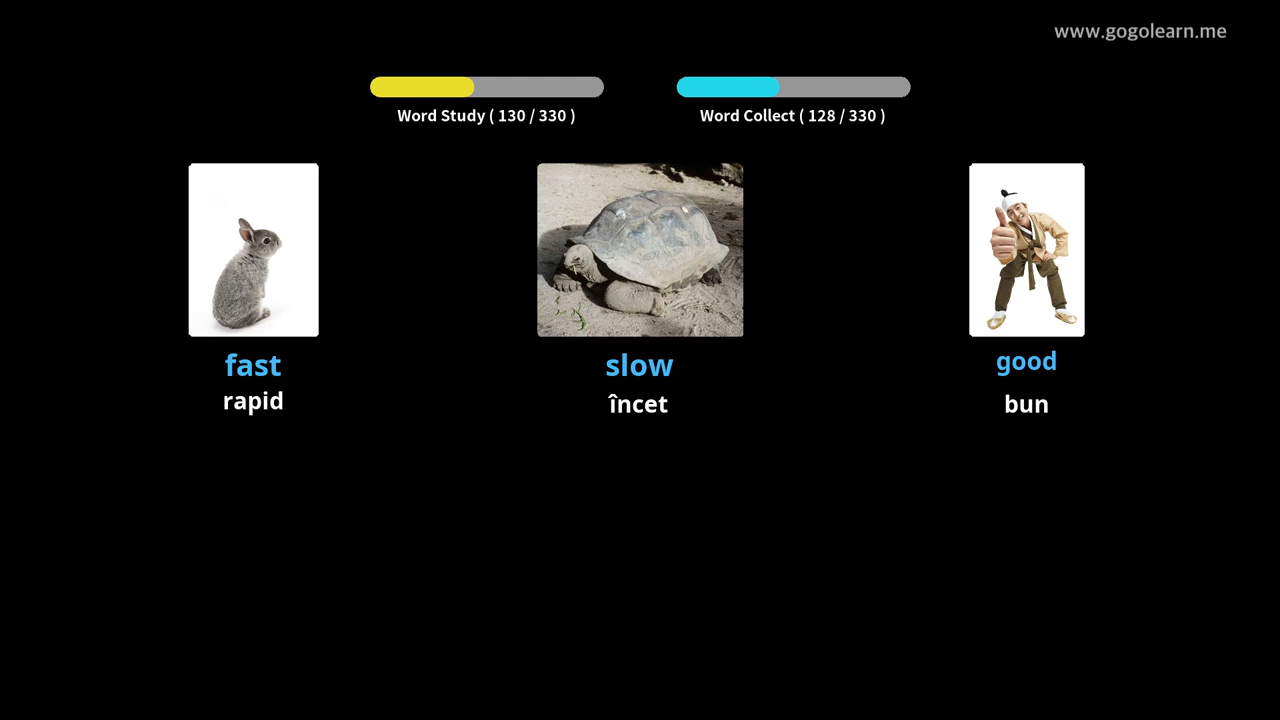 www.gogolearn.me
Word Study ( 130 / 330 )
Word Collect ( 128 / 330 )
fast
rapid
slow
încet
good
bun